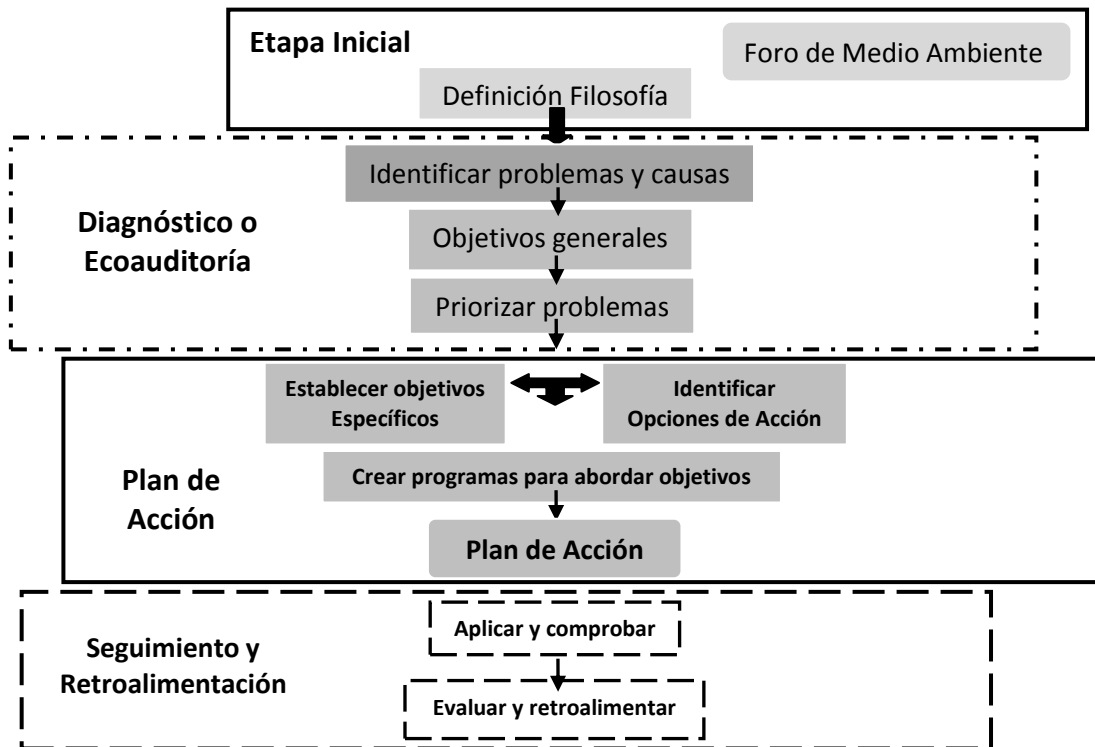 Etapa Inicial
Foro de Medio Ambiente
Definición Filosofía
Identificar problemas y causas
Diagnóstico o
Ecoauditoría
Objetivos generales
Priorizar problemas
Establecer objetivos
Específicos
Identificar
Opciones de Acción
Crear programas para abordar objetivos
Plan de
Acción
Plan de Acción
Aplicar y comprobar
Seguimiento y
Retroalimentación
Evaluar y retroalimentar